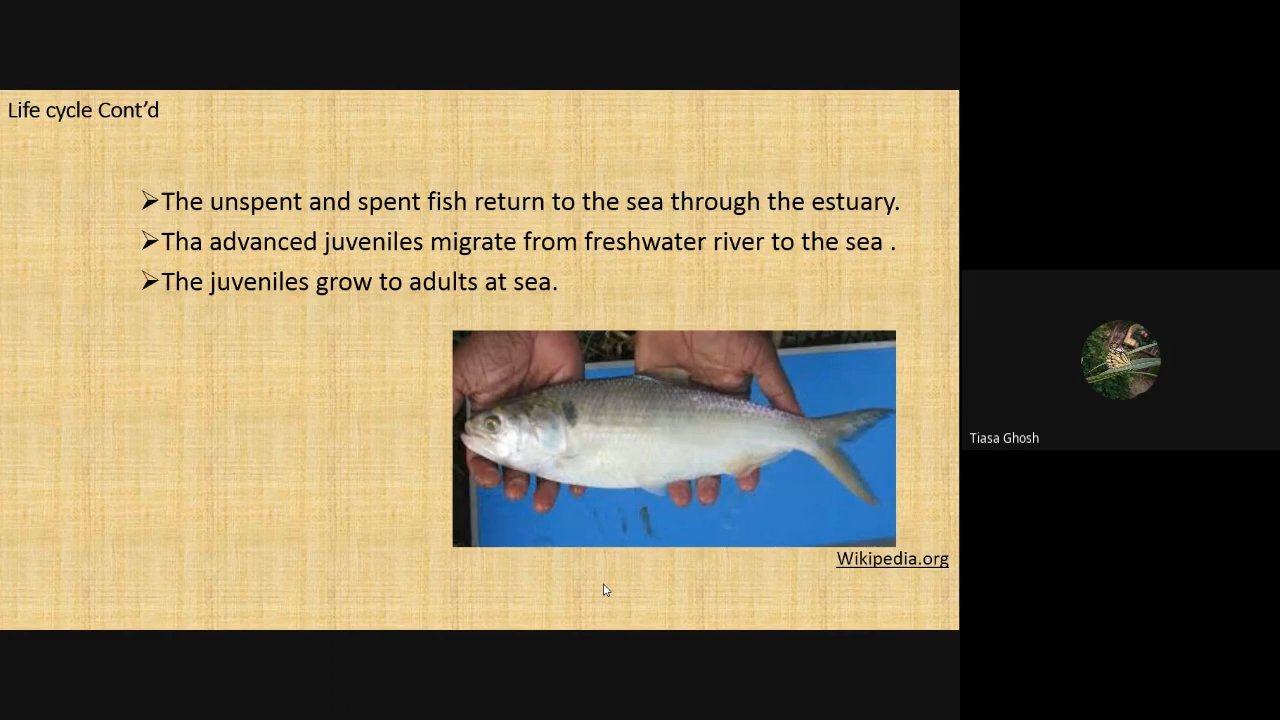 Life cycle Cont’d
➢The unspent and spent fish return to the sea through the estuary.
➢Tha advanced juveniles migrate from freshwater river to the sea .
➢The juveniles grow to adults at sea.
Wikipedia.org
Tiasa Ghosh